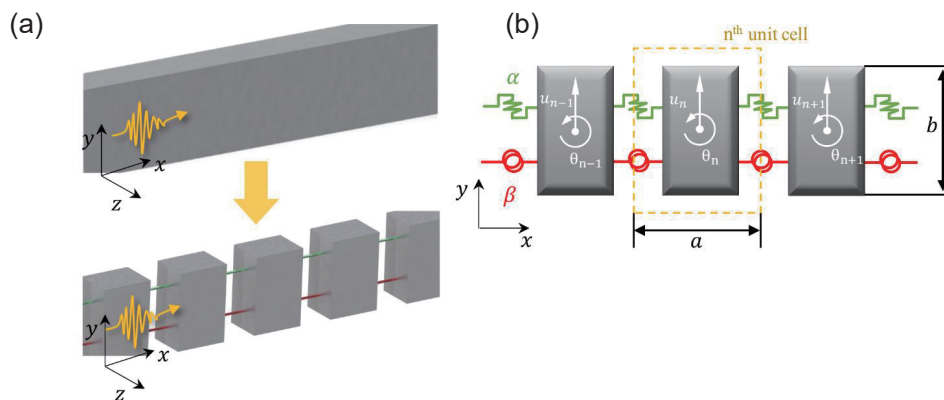 (a)
y
x
z
y
x
z
(b)
nᵗʰ unit cell
α
uₙ₋₁
uₙ
uₙ₊₁
b
θₙ₋₁
θₙ
θₙ₊₁
β
y
x
a